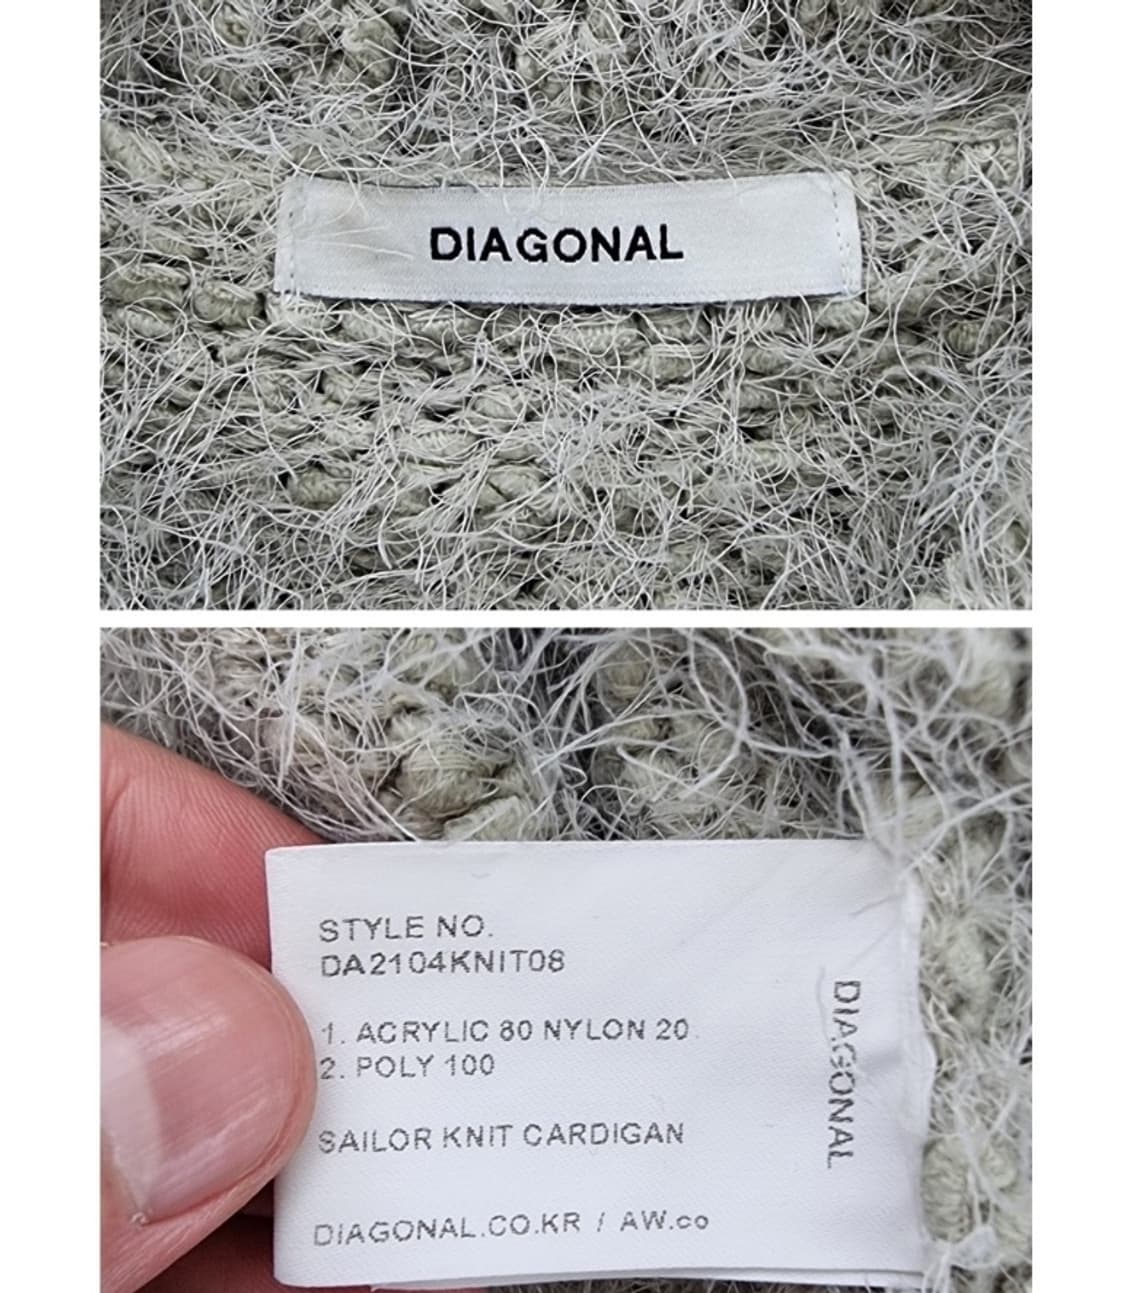 DIAGONAL
STYLE NO.
DA2104KNIT08
1. ACRYLIC 80 NYLON 20
2. POLY 100
SAILOR KNIT CARDIGAN
DIAGONAL.CO.KR / AW.co
DIAGONAL